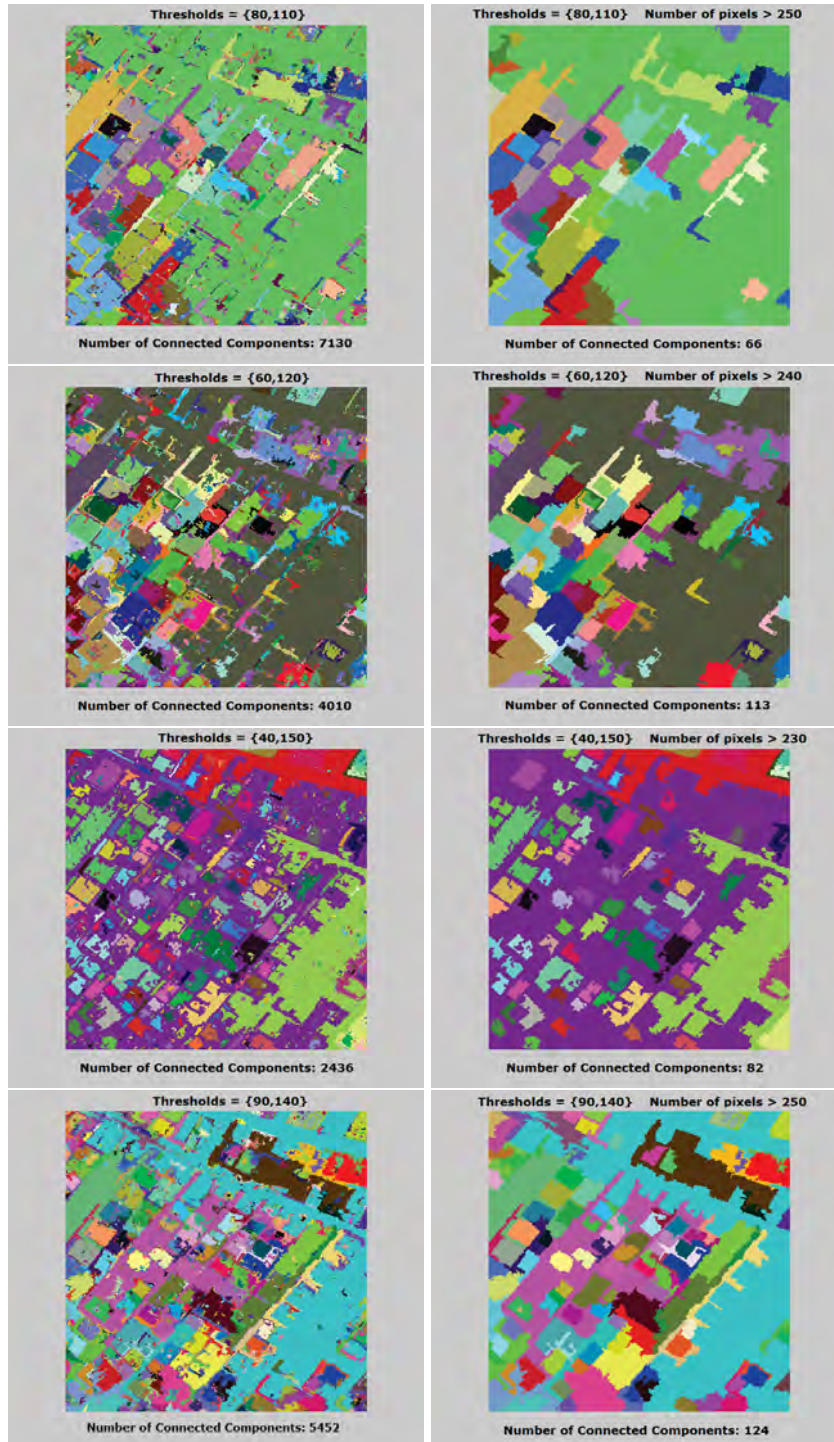 Thresholds = {80,110}
Thresholds = {80,110} Number of pixels > 250
Number of Connected Components: 7130
Number of Connected Components: 66
Thresholds = {60,120}
Thresholds = {60,120} Number of pixels > 240
Number of Connected Components: 4010
Number of Connected Components: 113
Thresholds = {40,150}
Thresholds = {40,150} Number of pixels > 230
Number of Connected Components: 2436
Number of Connected Components: 82
Thresholds = {90,140}
Thresholds = {90,140} Number of pixels > 250
Number of Connected Components: 5452
Number of Connected Components: 124